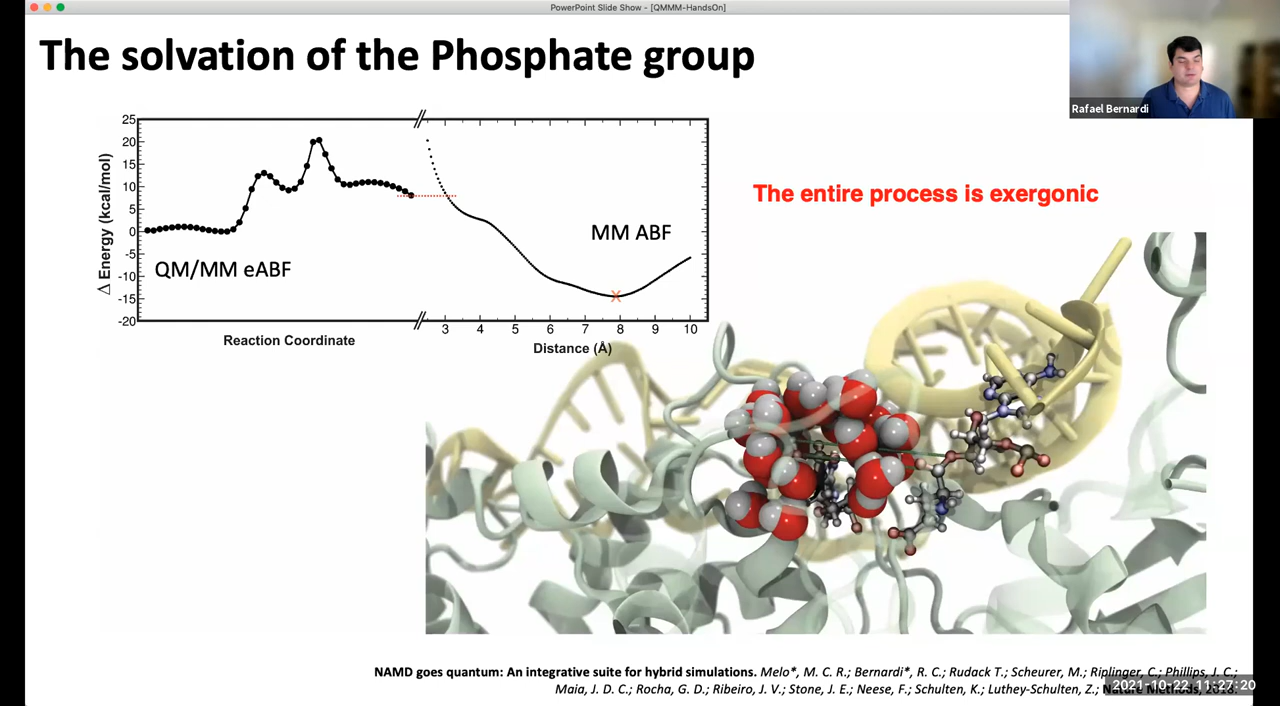 PowerPoint Slide Show - [QMMM-HandsOn]
The solvation of the Phosphate group
Rafael Bernardi
25
20
15
10
5
0
-5
-10
-15
-20
Δ Energy (kcal/mol)
QM/MM eABF
MM ABF
X
3 4 5 6 7 8 9 10
Reaction Coordinate
Distance (Å)
The entire process is exergonic
NAMD goes quantum: An integrative suite for hybrid simulations. Melo*, M. C. R.; Bernardi*, R. C.; Rudack T.; Scheurer, M.; Riplinger, C.; Phillips, J. C.;
Maia, J. D. C.; Rocha, G. D.; Ribeiro, J. V.; Stone, J. E.; Neese, F.; Schulten, K.; Luthey-Schulten, Z.; Nature Methods, 2018.
2021-10-22 11:27:20